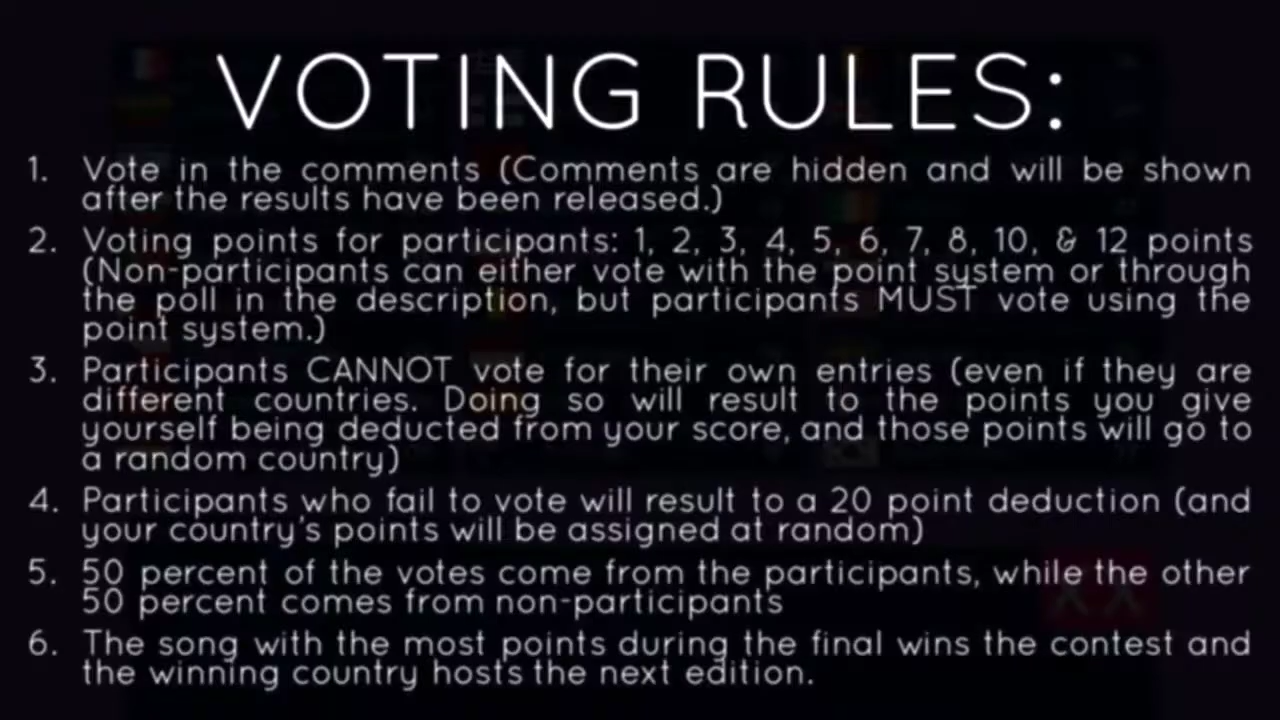 VOTING RULES:
1. Vote in the comments (Comments are hidden and will be shown
after the results have been released.)
2. Voting points for participants: 1, 2, 3, 4, 5, 6, 7, 8, 10, & 12 points
(Non-participants can either vote with the point system or through
the poll in the description, but participants MUST vote using the
point system.)
3. Participants CANNOT vote for their own entries (even if they are
different countries. Doing so will result to the points you give
yourself being deducted from your score, and those points will go to
a random country)
4. Participants who fail to vote will result to a 20 point deduction (and
your country's points will be assigned at random)
5. 50 percent of the votes come from the participants, while the other
50 percent comes from non-participants
6. The song with the most points during the final wins the contest and
the winning country hosts the next edition.